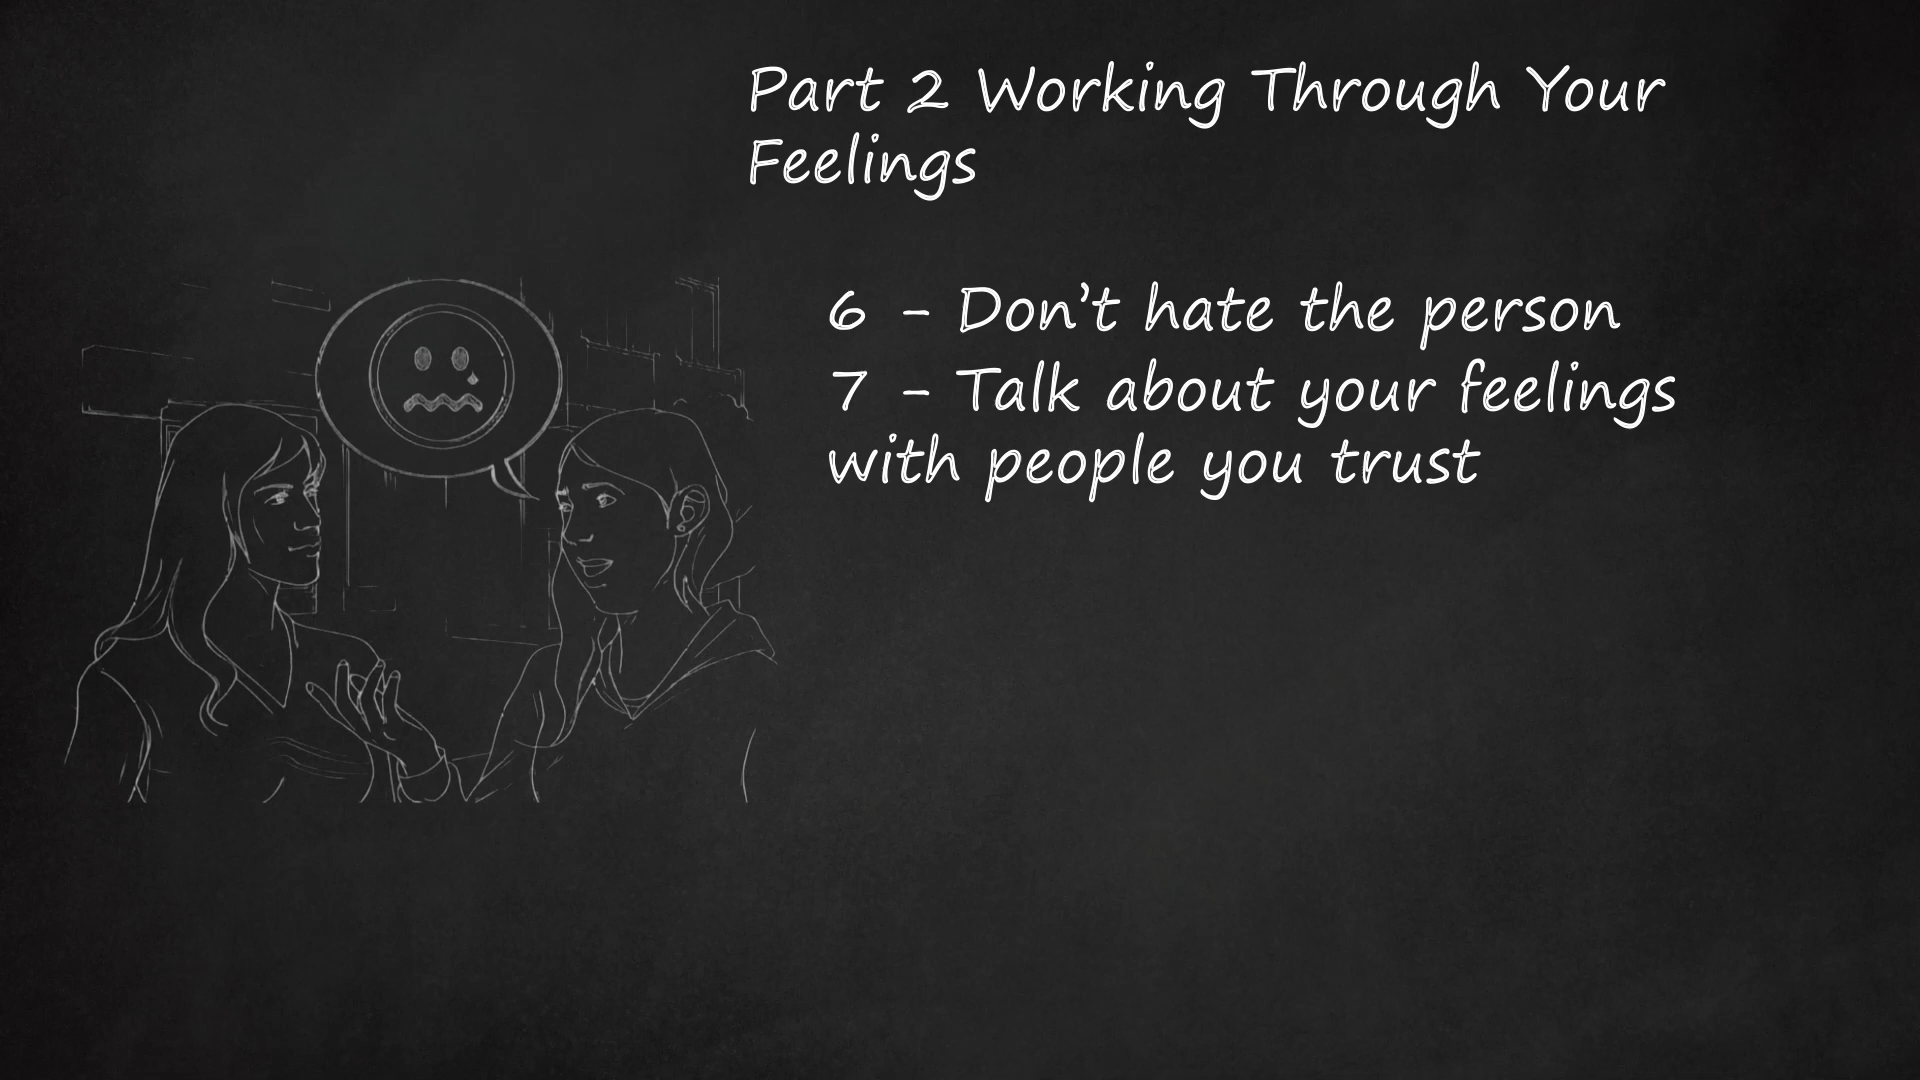 Part 2 Working Through Your
Feelings
6 - Don’t hate the person
7 - Talk about your feelings
with people you trust